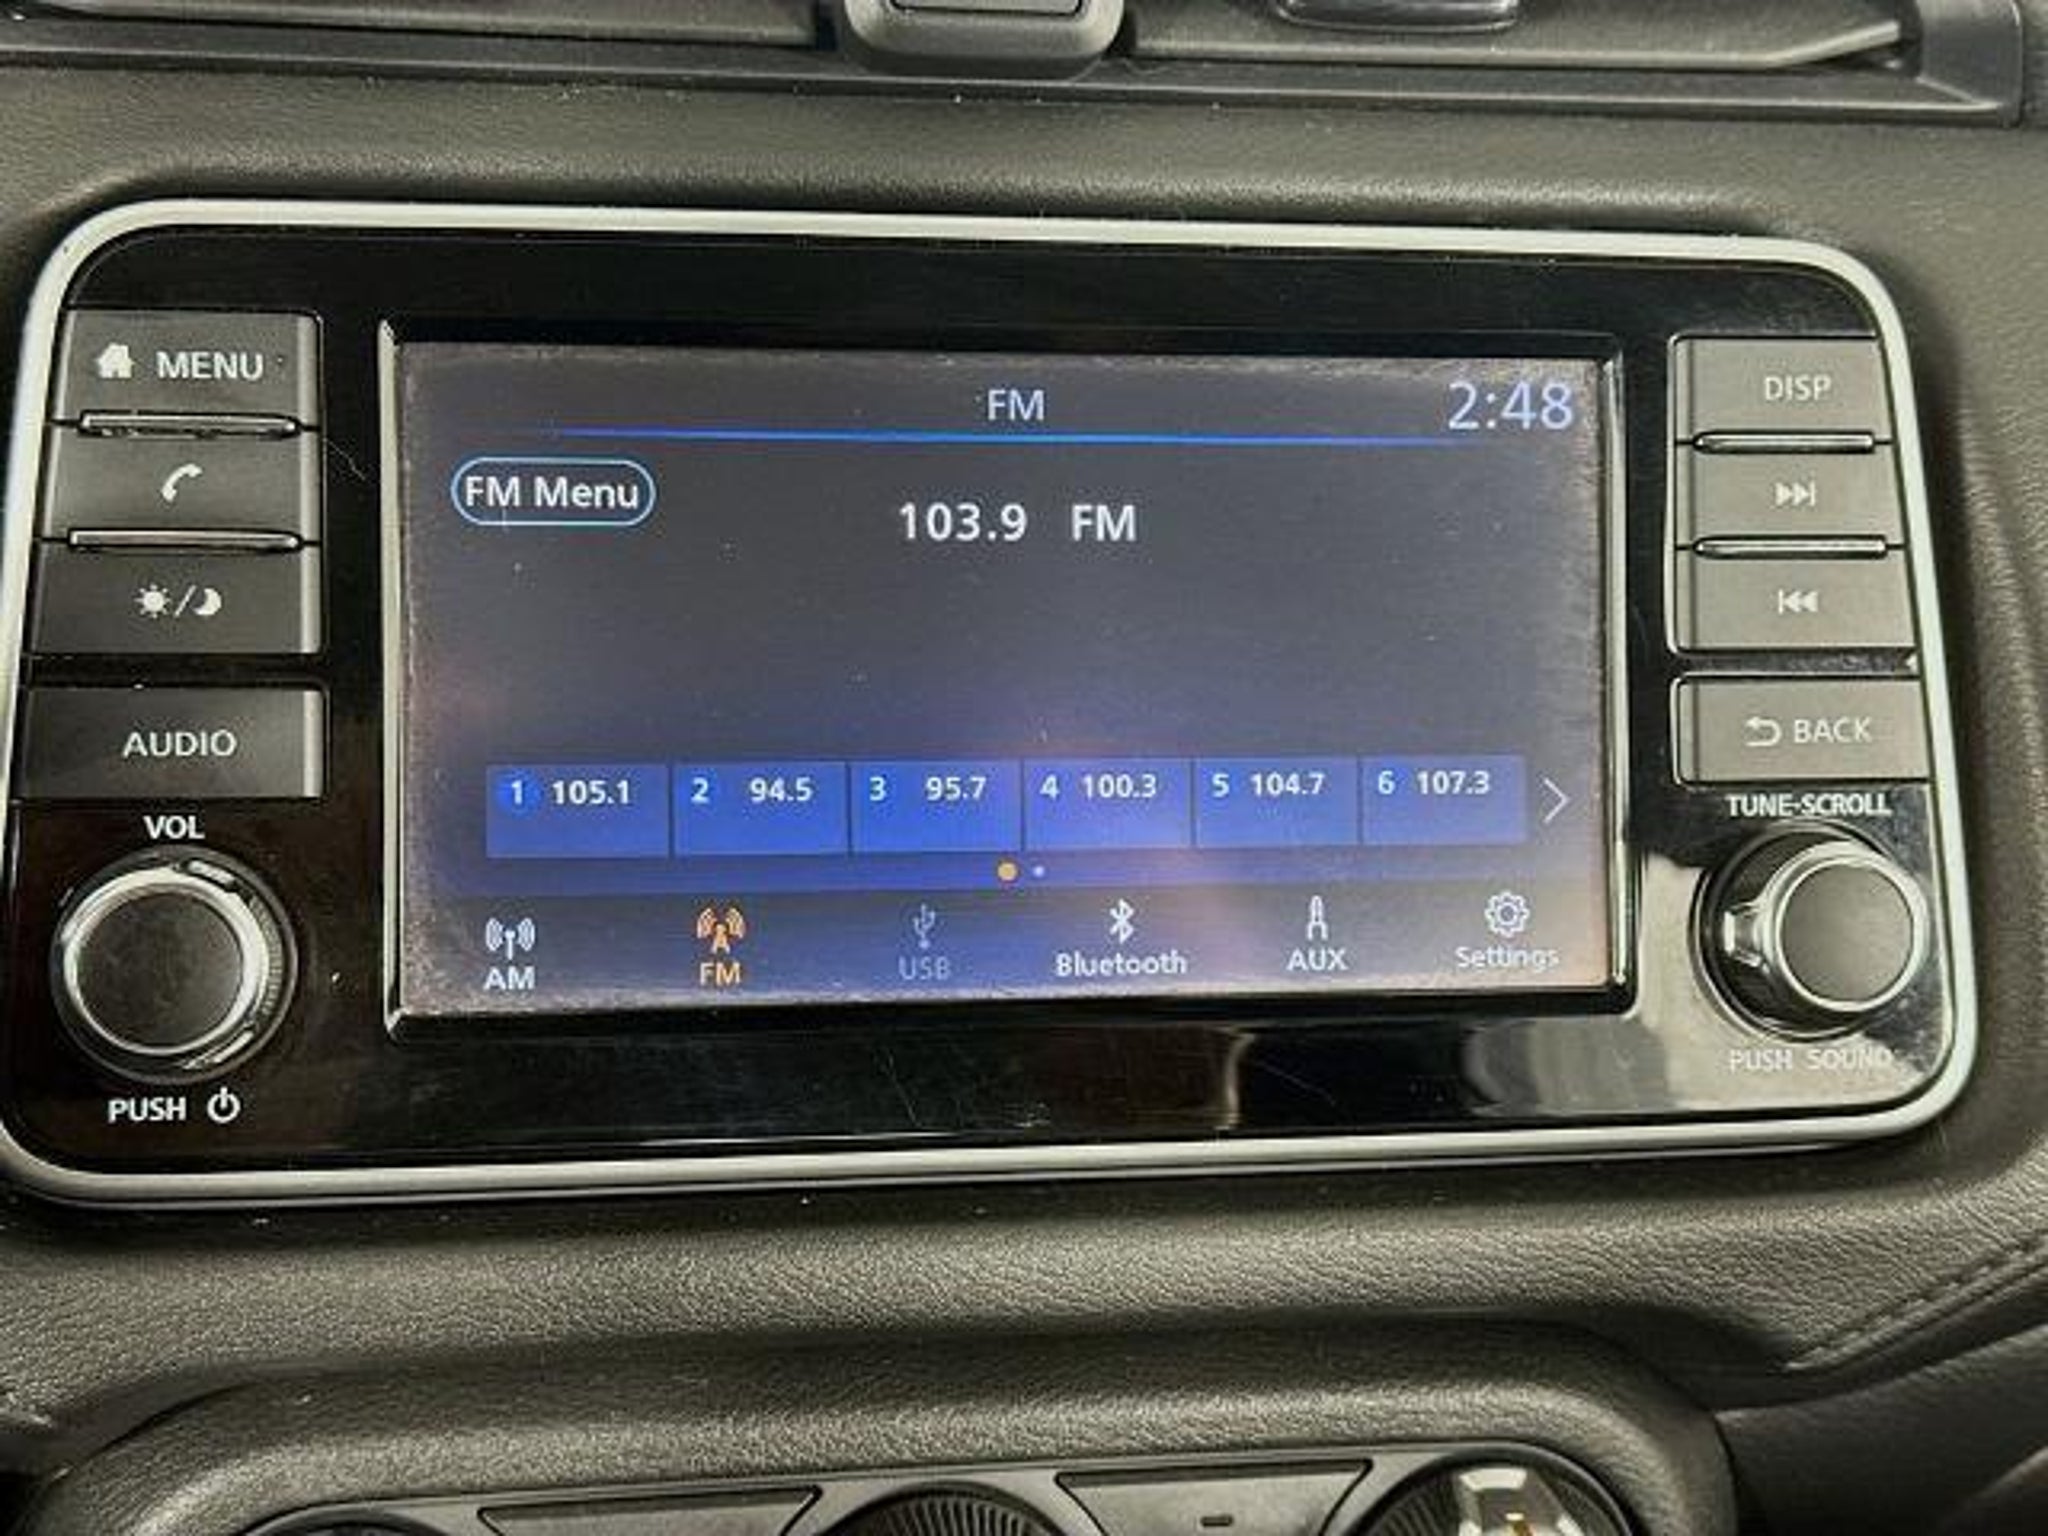 MENU
AUDIO
VOL
PUSH
FM
2:48
FM Menu
103.9 FM
1 105.1 2 94.5 3 95.7 4 100.3 5 104.7 6 107.3
AM FM USB Bluetooth AUX Settings
DISP
BACK
TUNE·SCROLL
PUSH SOUND